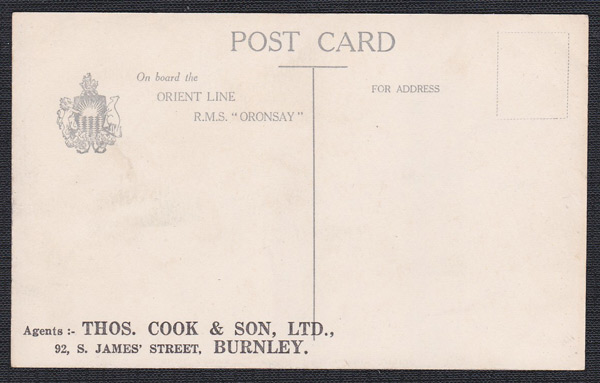 POST CARD
On board the
ORIENT LINE
R.M.S. "ORONSAY"
FOR ADDRESS
Agents :- THOS. COOK & SON, LTD.,
92, S. JAMES' STREET, BURNLEY.